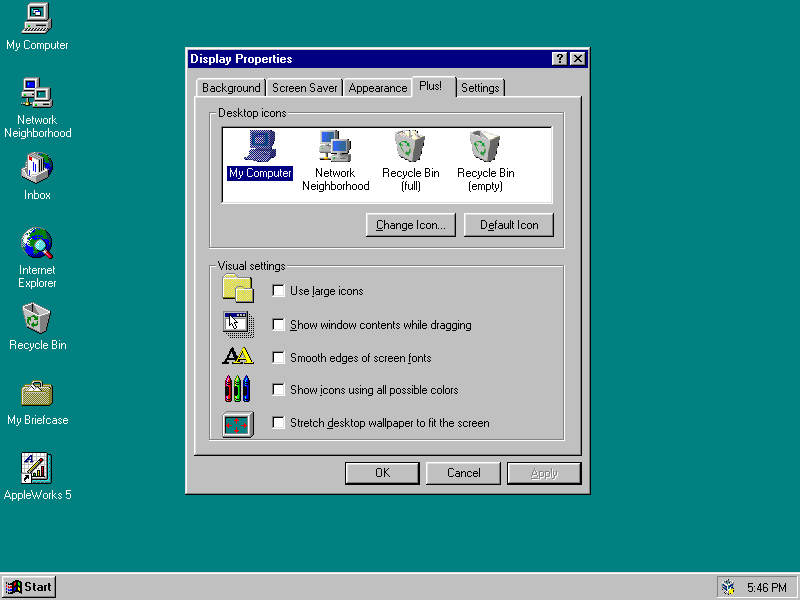 My Computer
Network
Neighborhood
Inbox
Internet
Explorer
Recycle Bin
My Briefcase
AppleWorks 5
Display Properties
Background
Screen Saver
Appearance
Plus!
Settings
Desktop icons
My Computer
Network
Neighborhood
Recycle Bin
(full)
Recycle Bin
(empty)
Change Icon...
Default Icon
Visual settings
Use large icons
Show window contents while dragging
Smooth edges of screen fonts
Show icons using all possible colors
Stretch desktop wallpaper to fit the screen
OK
Cancel
Apply
Start
5:46 PM